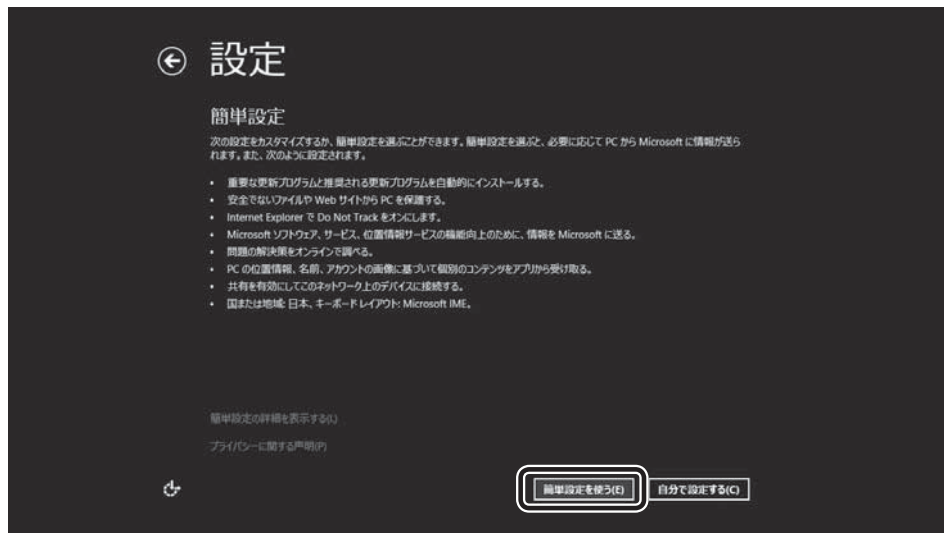 設定
簡単設定
次の設定をカスタマイズするか、簡単設定を選ぶことができます。簡単設定を選ぶと、必要に応じて PC から Microsoft に情報が送ら
れます。また、次のように設定されます。
• 重要な更新プログラムと推奨される更新プログラムを自動的にインストールする。
• 安全でないファイルや Web サイトから PC を保護する。
• Internet Explorer で Do Not Track をオンにします。
• Microsoft ソフトウェア、サービス、位置情報サービスの機能向上のために、情報を Microsoft に送る。
• 問題の解決策をオンラインで調べる。
• PC の位置情報、名前、アカウントの画像に基づいて個別のコンテンツをアプリから受け取る。
• 共有を有効にしてこのネットワーク上のデバイスに接続する。
• 国または地域: 日本、キーボード レイアウト: Microsoft IME。
簡単設定の詳細を表示する(L)
プライバシーに関する声明(P)
簡単設定を使う(E)
自分で設定する(C)